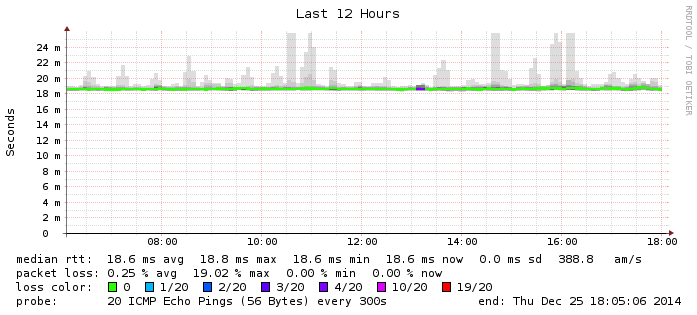 Last 12 Hours
RRDTOOL / TOBI OETIKER
Seconds
24 m
22 m
20 m
18 m
16 m
14 m
12 m
10 m
8 m
6 m
4 m
2 m
0
08:00 10:00 12:00 14:00 16:00 18:00
median rtt: 18.6 ms avg 18.8 ms max 18.6 ms min 18.6 ms now 0.0 ms sd 388.8 am/s
packet loss: 0.25 % avg 19.02 % max 0.00 % min 0.00 % now
loss color: 0 1/20 2/20 3/20 4/20 10/20 19/20
probe: 20 ICMP Echo Pings (56 Bytes) every 300s end: Thu Dec 25 18:05:06 2014